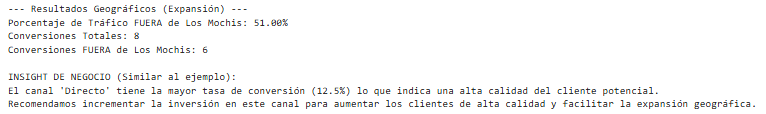 --- Resultados Geográficos (Expansión) ---
Porcentaje de Tráfico FUERA de Los Mochis: 51.00%
Conversiones Totales: 8
Conversiones FUERA de Los Mochis: 6

INSIGHT DE NEGOCIO (Similar al ejemplo):
El canal 'Directo' tiene la mayor tasa de conversión (12.5%) lo que indica una alta calidad del cliente potencial.
Recomendamos incrementar la inversión en este canal para aumentar los clientes de alta calidad y facilitar la expansión geográfica.